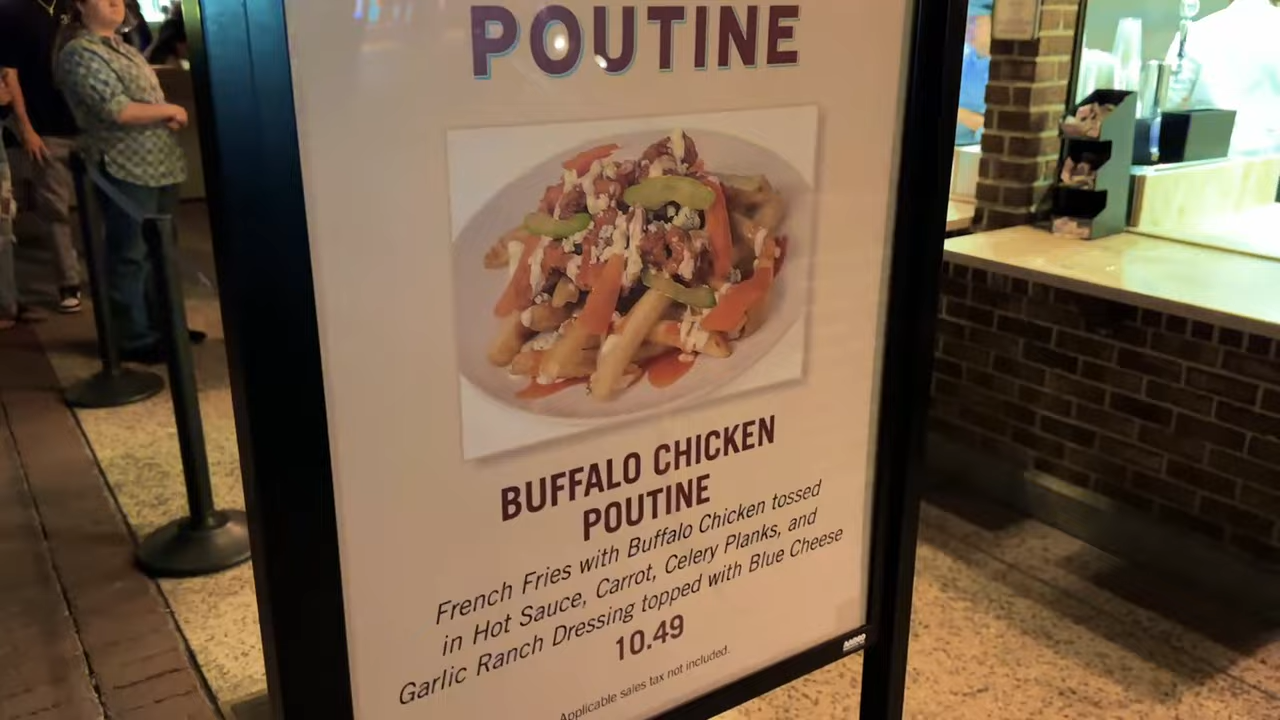 POUTINE
BUFFALO CHICKEN
POUTINE
French Fries with Buffalo Chicken tossed
in Hot Sauce, Carrot, Celery Planks, and
Garlic Ranch Dressing topped with Blue Cheese
10.49
Applicable sales tax not included.